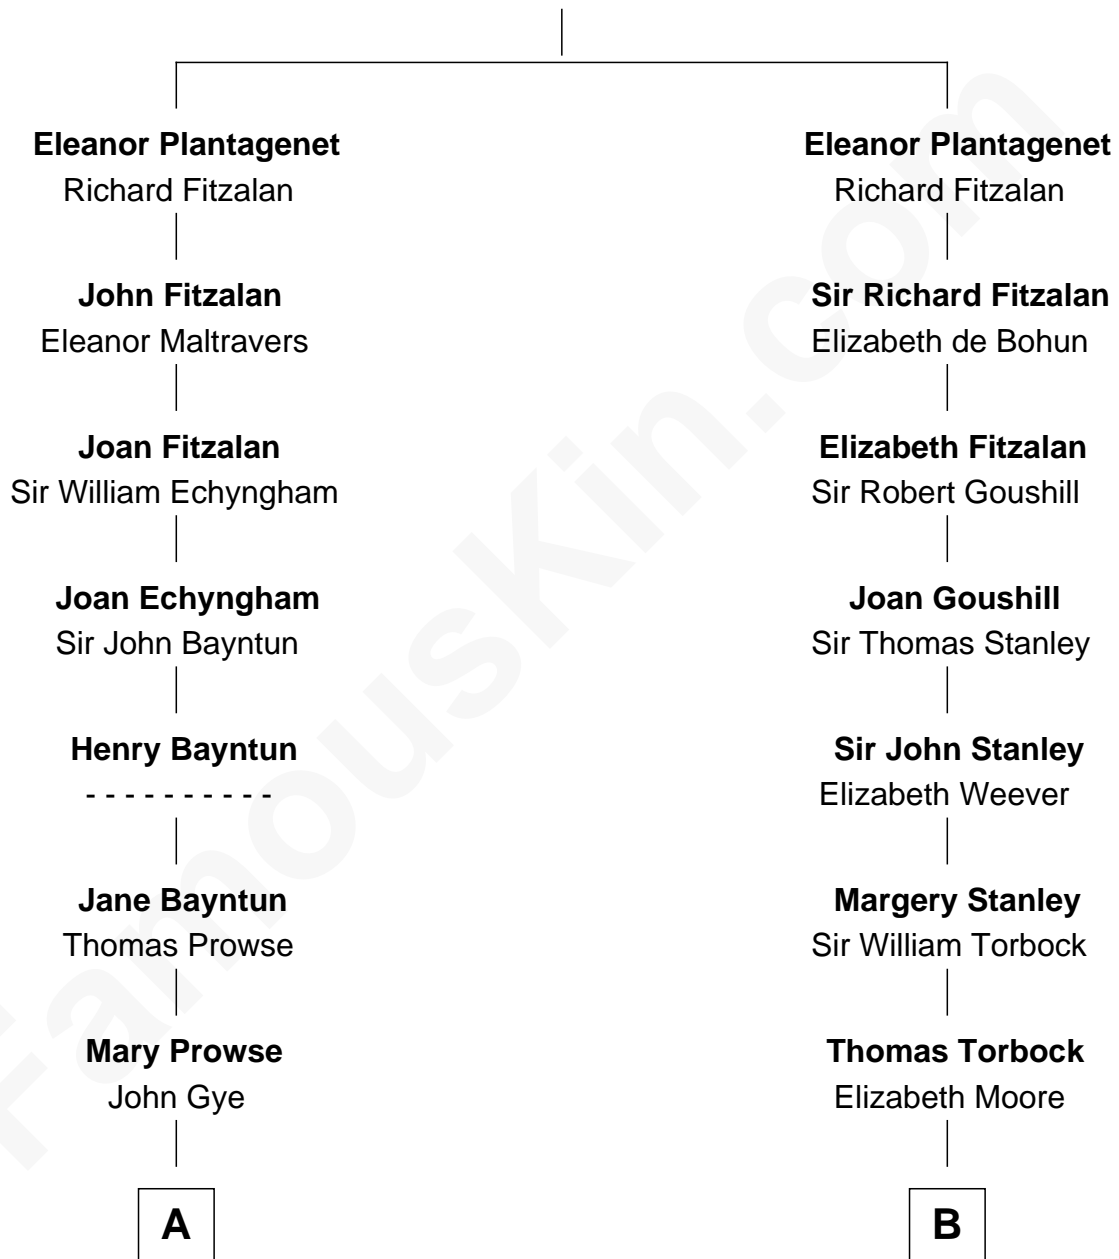 Eleanor Plantagenet
Richard Fitzalan
John Fitzalan
Eleanor Maltravers
Joan Fitzalan
Sir William Echyngham
Joan Echyngham
Sir John Bayntun
Henry Bayntun
- - - - - - - - - -
Jane Bayntun
Thomas Prowse
Mary Prowse
John Gye
A
Eleanor Plantagenet
Richard Fitzalan
Sir Richard Fitzalan
Elizabeth de Bohun
Elizabeth Fitzalan
Sir Robert Goushill
Joan Goushill
Sir Thomas Stanley
Sir John Stanley
Elizabeth Weever
Margery Stanley
Sir William Torbock
Thomas Torbock
Elizabeth Moore
B
FamousKin.com